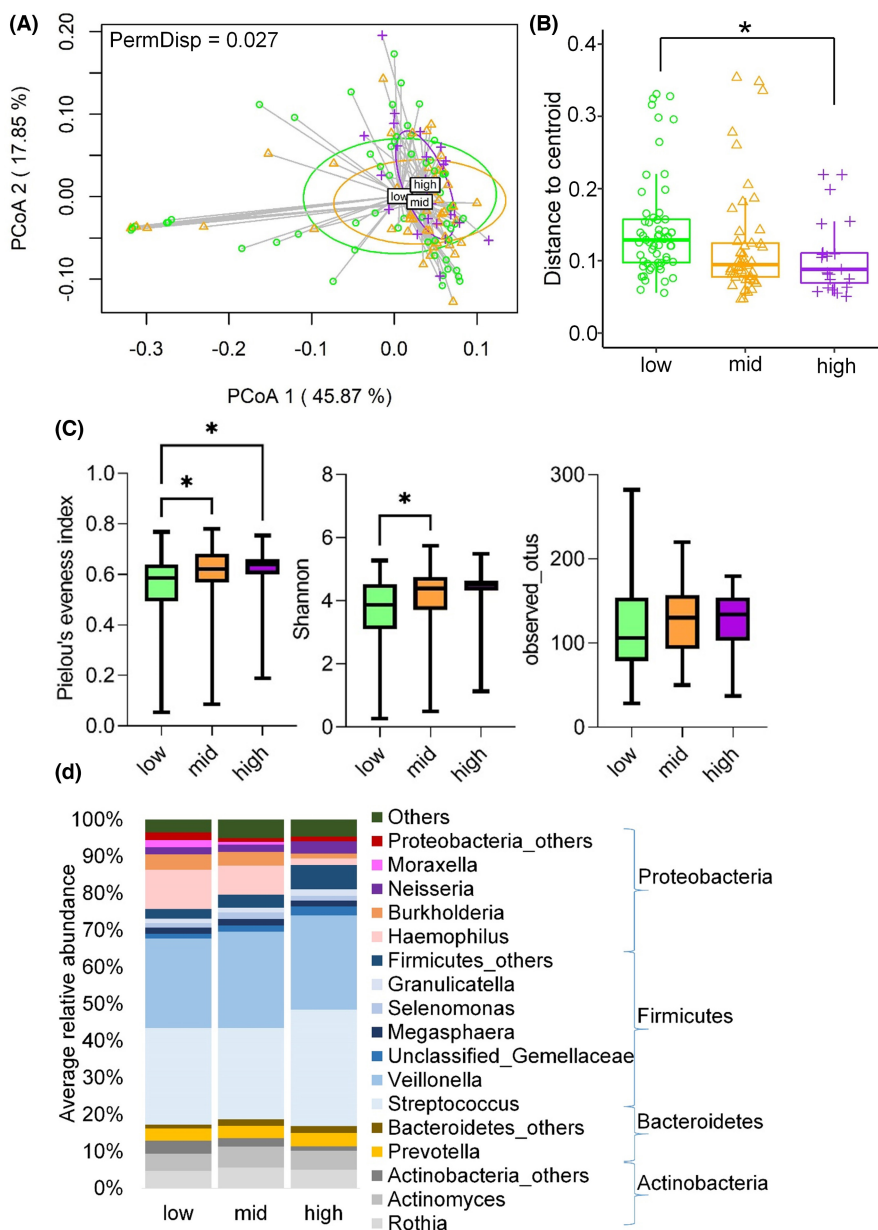 (A)
PermDisp = 0.027
0.20
0.10
0.00
-0.10
PCoA 2 ( 17.85 %)
low
high
mid
-0.3
-0.2
-0.1
0.0
0.1
PCoA 1 ( 45.87 %)
(B)
*
0.4
0.3
0.2
0.1
0.0
Distance to centroid
low
mid
high
(C)
*
*
1.0
0.8
0.6
0.4
0.2
0.0
Pielou's eveness index
low
mid
high
*
8
6
4
2
0
Shannon
low
mid
high
300
200
100
0
observed_otus
low
mid
high
(d)
100%
90%
80%
70%
60%
50%
40%
30%
20%
10%
0%
Average relative abundance
low
mid
high
Others
Proteobacteria_others
Moraxella
Neisseria
Burkholderia
Haemophilus
Firmicutes_others
Granulicatella
Selenomonas
Megasphaera
Unclassified_Gemellaceae
Veillonella
Streptococcus
Bacteroidetes_others
Prevotella
Actinobacteria_others
Actinomyces
Rothia
Proteobacteria
Firmicutes
Bacteroidetes
Actinobacteria